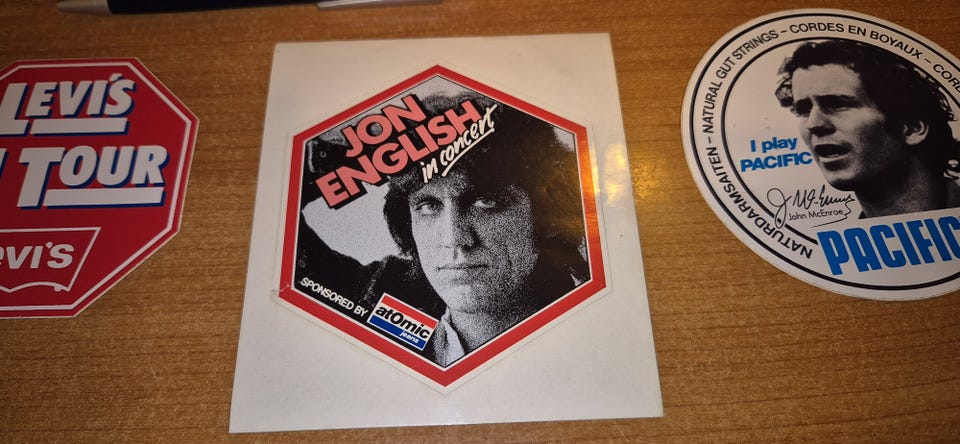 LEVI'S
TOUR
LEVI'S
JON
ENGLISH
in concert
SPONSORED BY
atOmic
jeans
NATURDARMSAITEN – NATURAL GUT STRINGS – CORDES EN BOYAUX –
I play
PACIFIC
John McEnroe
PACIFIC